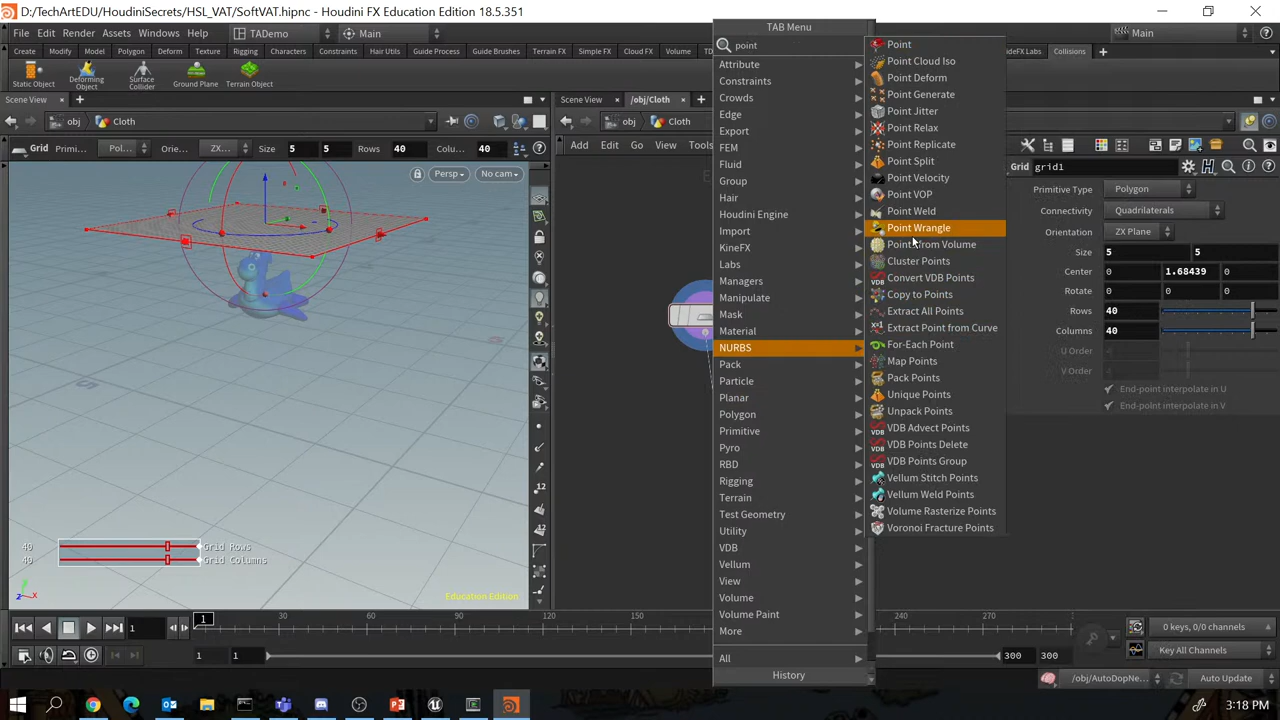 D:/TechArtEDU/HoudiniSecrets/HSL_VAT/SoftVAT.hipnc - Houdini FX Education Edition - 18.5.351
File Edit Render Assets Windows Help TADemo Main
Main
Create Modify Model Polygon Deform Texture Rigging Characters Constraints Hair Utils Guide Process Guide Brushes Terrain FX Simple FX Cloud FX Volume
SideFX Labs Collisions
Static Object
Deforming Object
Surface Collider
Ground Plane
Terrain Object
Scene View
Scene View /obj/Cloth
obj Cloth
obj Cloth
Grid Primi... Pol... Orie... ZX... Size 5 5 Rows 40 Colu... 40
Add Edit Go View Tools
Persp No cam
40 Grid Rows
40 Grid Columns
Education Edition
TAB Menu
point
Attribute
Constraints
Crowds
Edge
Export
FEM
Fluid
Group
Hair
Houdini Engine
Import
KineFX
Labs
Managers
Manipulate
Mask
Material
NURBS
Pack
Particle
Planar
Polygon
Primitive
Pyro
RBD
Rigging
Terrain
Test Geometry
Utility
VDB
Vellum
View
Volume
Volume Paint
More
All
History
Point
Point Cloud Iso
Point Deform
Point Generate
Point Jitter
Point Relax
Point Replicate
Point Split
Point Velocity
Point VOP
Point Weld
Point Wrangle
Points from Volume
Cluster Points
Convert VDB Points
Copy to Points
Extract All Points
Extract Point from Curve
For-Each Point
Map Points
Pack Points
Unique Points
Unpack Points
VDB Advect Points
VDB Points Delete
VDB Points Group
Vellum Stitch Points
Vellum Weld Points
Volume Rasterize Points
Voronoi Fracture Points
Grid grid1
Primitive Type Polygon
Connectivity Quadrilaterals
Orientation ZX Plane
Size 5 5
Center 0 1.68439 0
Rotate 0 0 0
Rows 40
Columns 40
U Order 4
V Order 4
End-point interpolate in U
End-point interpolate in V
1 1 30 60 90 120 150 240 270
1 1 300 300
0 keys, 0/0 channels
Key All Channels
/obj/AutoDopNe... Auto Update
3:18 PM